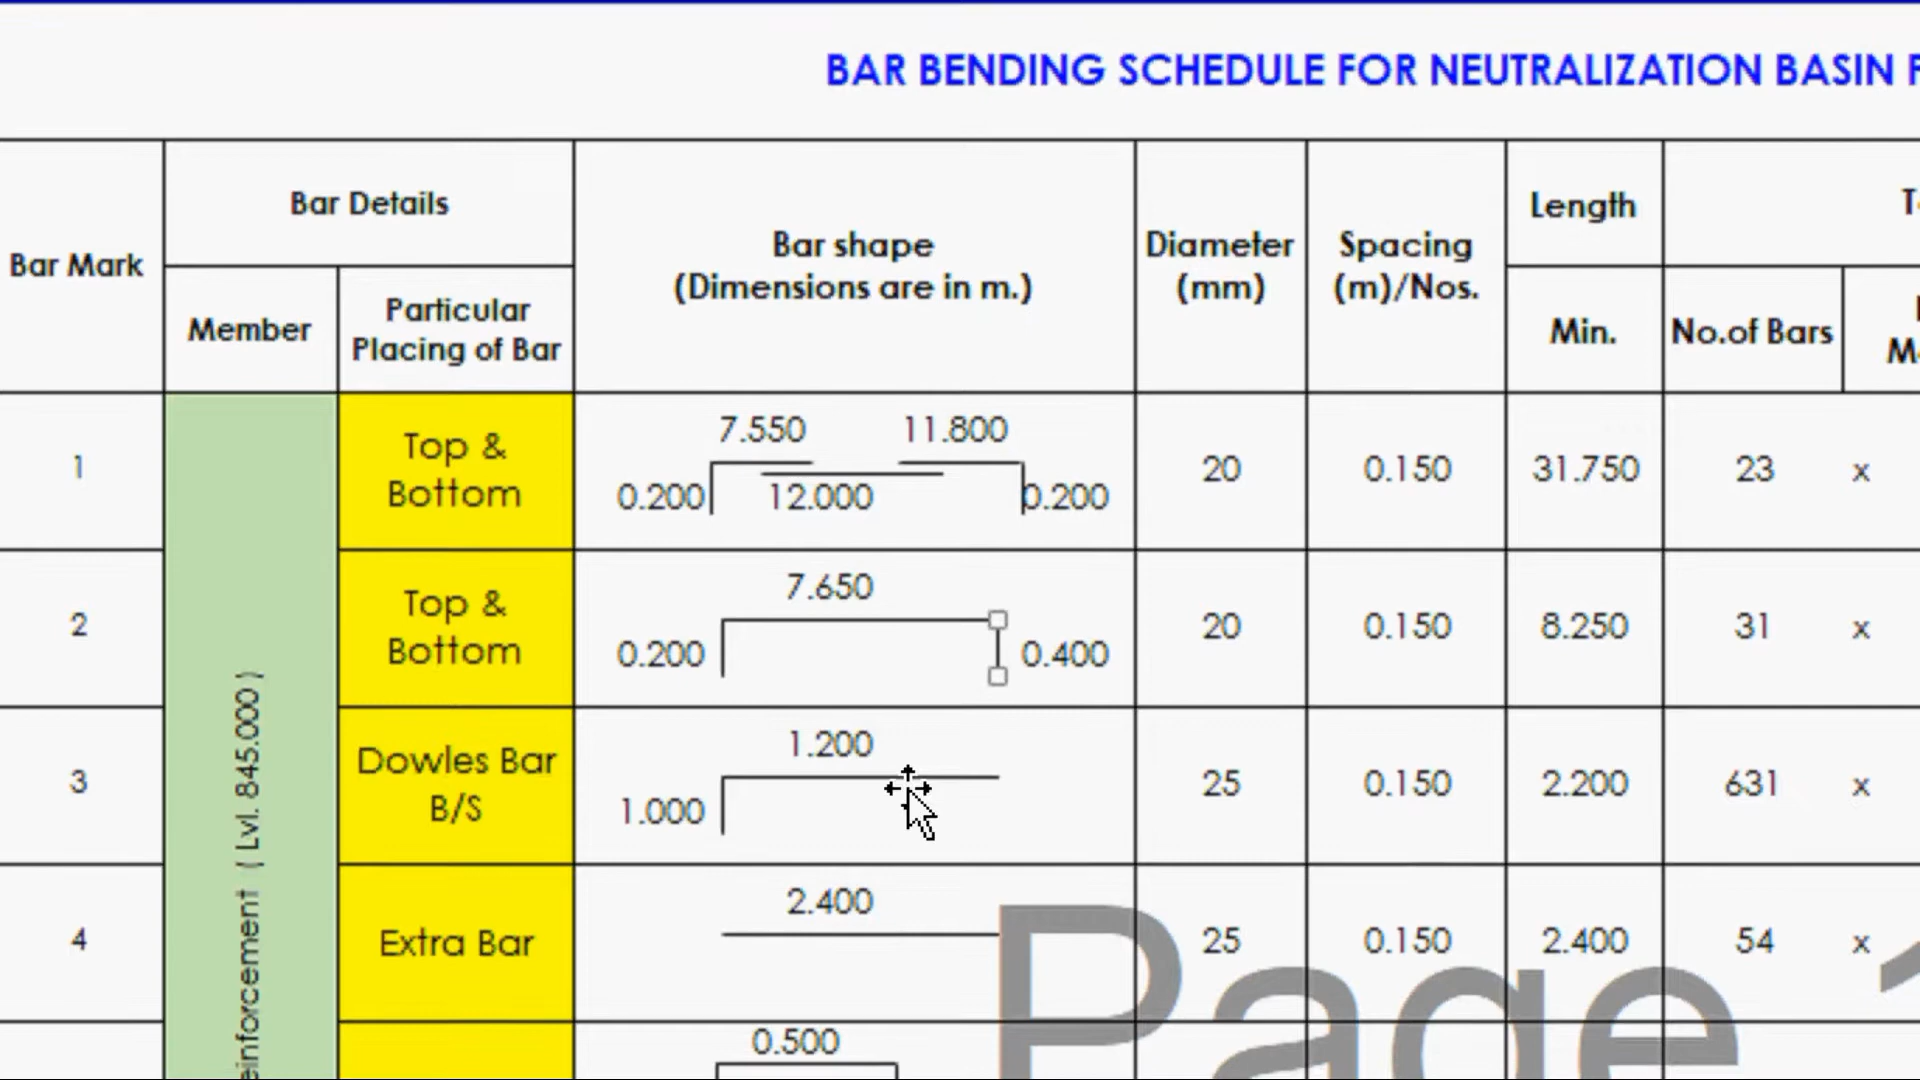 BAR BENDING SCHEDULE FOR NEUTRALIZATION BASIN
Bar Mark
Bar Details
Member
Particular
Placing of Bar
Bar shape
(Dimensions are in m.)
Diameter
(mm)
Spacing
(m)/Nos.
Length
Min.
No.of Bars
1
Top &
Bottom
7.550 11.800
0.200 12.000 0.200
20
0.150
31.750
23
x
2
Top &
Bottom
7.650
0.200 0.400
20
0.150
8.250
31
x
3
Dowles Bar
B/S
1.200
1.000
25
0.150
2.200
631
x
4
Extra Bar
2.400
25
0.150
2.400
54
x
0.500
einforcement ( Lvl. 845.000 )
Page 1